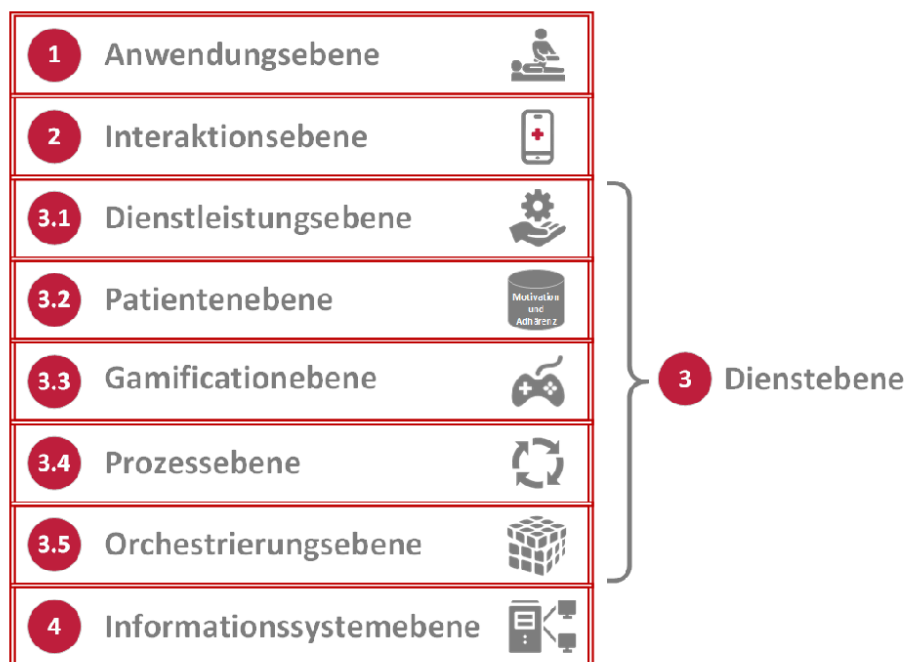 1 Anwendungsebene
2 Interaktionsebene
3.1 Dienstleistungsebene
3.2 Patientenebene
Motivation
und
Adhärenz
3.3 Gamificationebene
3 Dienstebene
3.4 Prozessebene
3.5 Orchestrierungsebene
4 Informationssystemebene